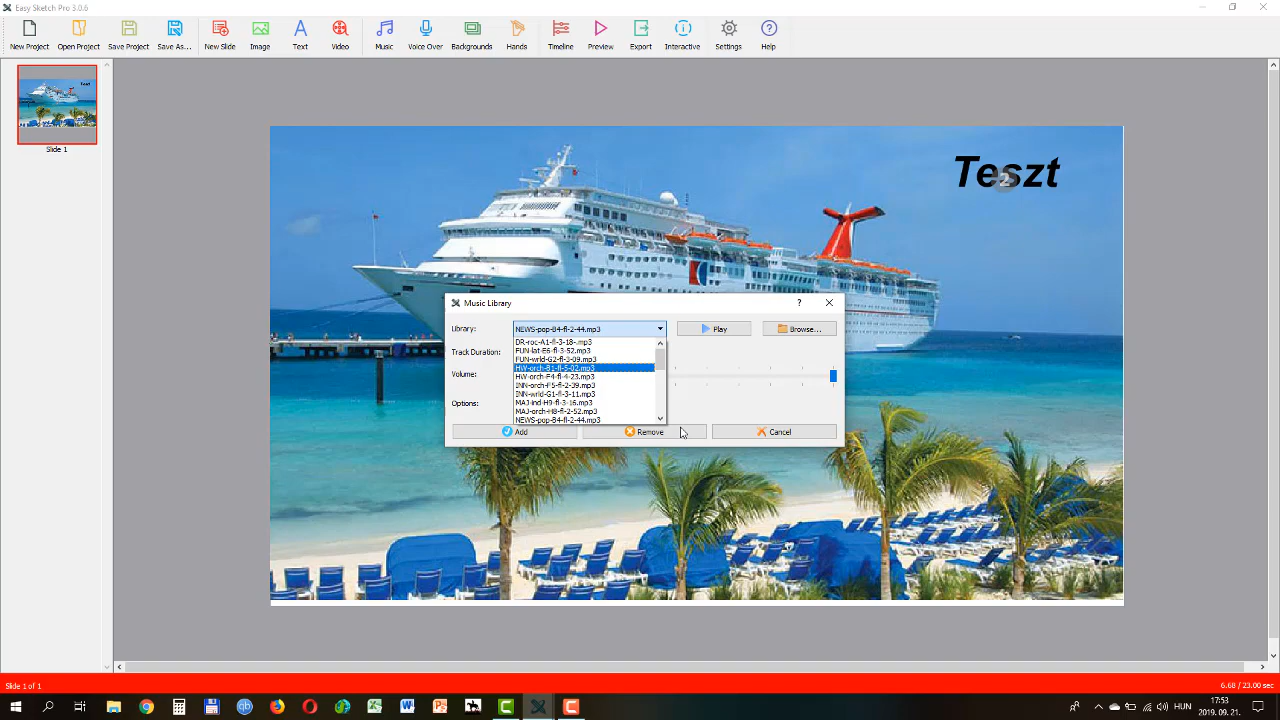 Easy Sketch Pro 3.0.6
New Project Open Project Save Project Save As... New Slide Image Text Video Music Voice Over Backgrounds Hands Timeline Preview Export Interactive Settings Help
Slide 1
Teszt
2
Music Library
Library: NEWS-pop-B4-fl-2-44.mp3 Play Browse...
DR-roc-A1-fl-3-18-.mp3
Track Duration: FUN-lat-E6-fl-3-52.mp3
FUN-wrld-G2-fl-3-09.mp3
Volume: HW-orch-B1-fl-5-02.mp3
HW-orch-F4-fl-4-23.mp3
INN-orch-F5-fl-2-39.mp3
INN-wrld-G1-fl-3-11.mp3
Options: MAJ-ind-H9-fl-3-16.mp3
MAJ-orch-H8-fl-2-52.mp3
NEWS-pop-B4-fl-2-44.mp3
Add Remove Cancel
Slide 1 of 1 6.68 / 23.00 sec
HUN 17:53
2019. 09. 21.